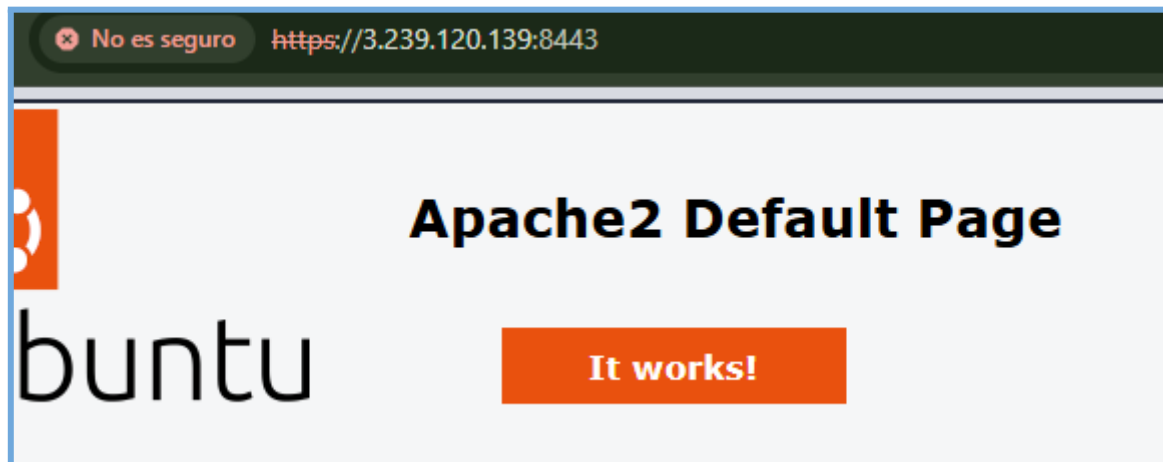 No es seguro https://3.239.120.139:8443
Apache2 Default Page
buntu
It works!